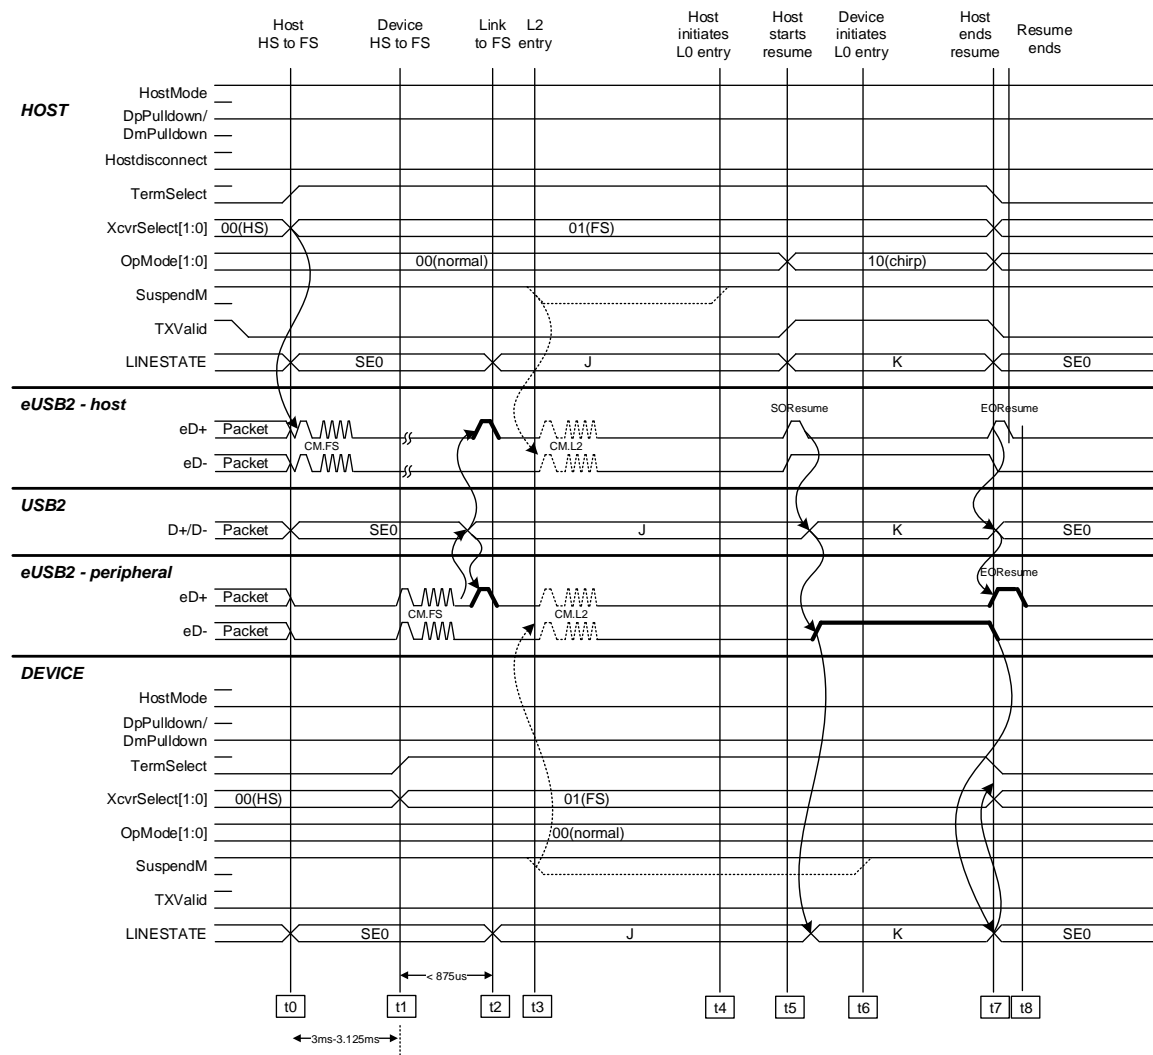 Host
HS to FS
Device
HS to FS
Link
to FS
L2
entry
Host
initiates
L0 entry
Host
starts
resume
Device
initiates
L0 entry
Host
ends
resume
Resume
ends
HOST
HostMode
DpPulldown/
DmPulldown
Hostdisconnect
TermSelect
XcvrSelect[1:0] 00(HS) 01(FS)
OpMode[1:0] 00(normal) 10(chirp)
SuspendM
TXValid
LINESTATE SE0 J K SE0
eUSB2 - host
SOResume EOResume
eD+ Packet
CM.FS CM.L2
eD- Packet
USB2
D+/D- Packet SE0 J K SE0
eUSB2 - peripheral
EOResume
eD+ Packet
CM.FS CM.L2
eD- Packet
DEVICE
HostMode
DpPulldown/
DmPulldown
TermSelect
XcvrSelect[1:0] 00(HS) 01(FS)
OpMode[1:0] 00(normal)
SuspendM
TXValid
LINESTATE SE0 J K SE0
< 875us
t0 t1 t2 t3 t4 t5 t6 t7 t8
3ms-3.125ms